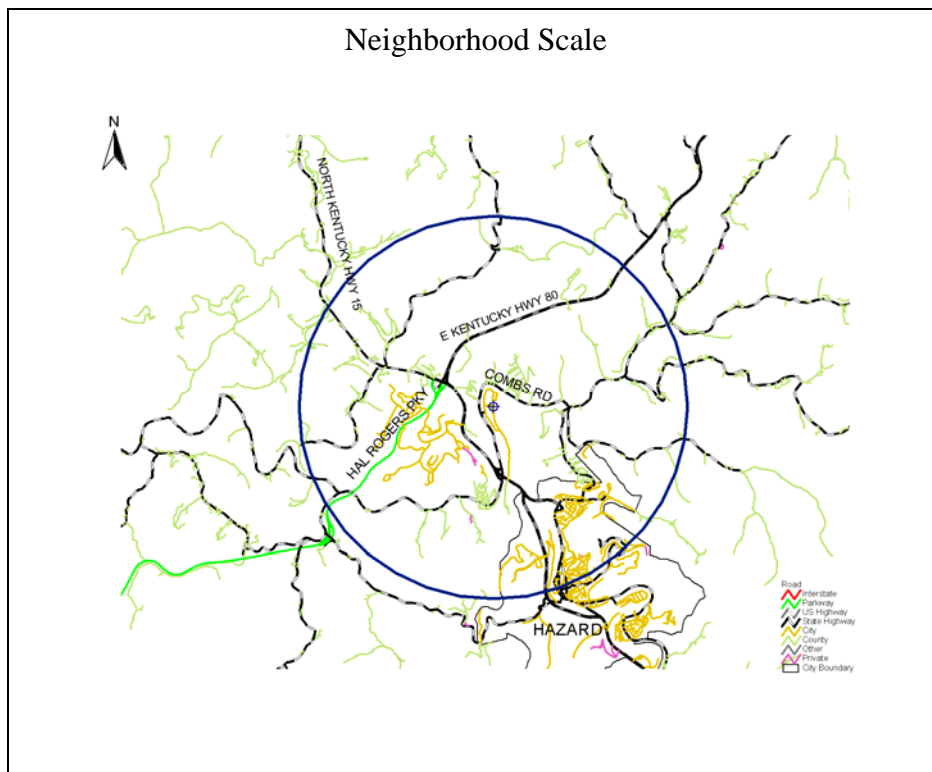 Neighborhood Scale
N
NORTH KENTUCKY HWY 15
E KENTUCKY HWY 80
COMBS RD
HAL ROGERS PKY
HAZARD
Road
Interstate
Parkway
US Highway
State Highway
City
County
Other
Private
City Boundary